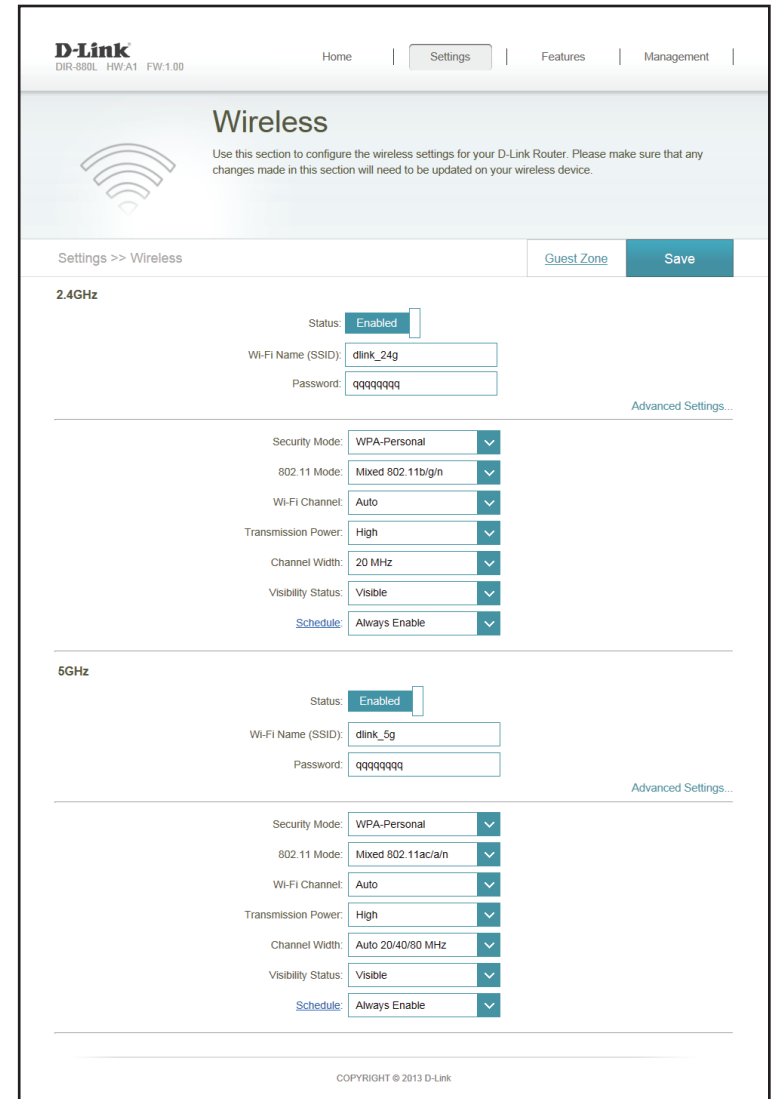 D-Link
DIR-880L HW:A1 FW:1.00
Home Settings Features Management
Wireless
Use this section to configure the wireless settings for your D-Link Router. Please make sure that any
changes made in this section will need to be updated on your wireless device.
Settings >> Wireless Guest Zone Save
2.4GHz
Status: Enabled
Wi-Fi Name (SSID): dlink_24g
Password: qqqqqqqq
Advanced Settings...
Security Mode: WPA-Personal
802.11 Mode: Mixed 802.11b/g/n
Wi-Fi Channel: Auto
Transmission Power: High
Channel Width: 20 MHz
Visibility Status: Visible
Schedule: Always Enable
5GHz
Status: Enabled
Wi-Fi Name (SSID): dlink_5g
Password: qqqqqqqq
Advanced Settings...
Security Mode: WPA-Personal
802.11 Mode: Mixed 802.11ac/a/n
Wi-Fi Channel: Auto
Transmission Power: High
Channel Width: Auto 20/40/80 MHz
Visibility Status: Visible
Schedule: Always Enable
COPYRIGHT © 2013 D-Link